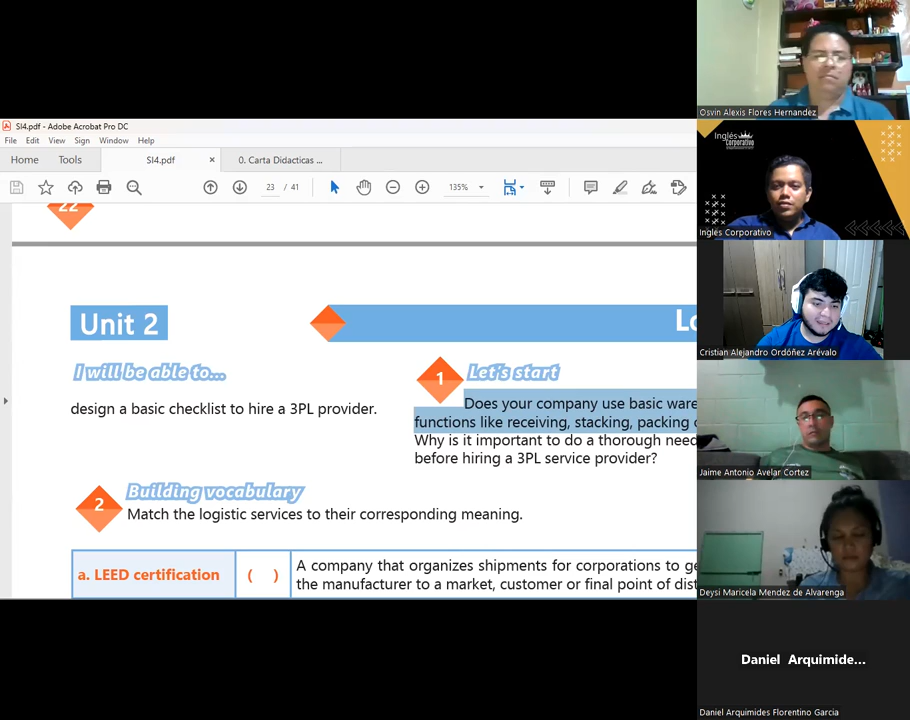 SI4.pdf - Adobe Acrobat Pro DC
File Edit View Sign Window Help
Home Tools SI4.pdf × 0. Carta Didacticas ...
23 / 41 135%
22
Unit 2
I will be able to...
design a basic checklist to hire a 3PL provider.
1 Let's start
Does your company use basic ware
functions like receiving, stacking, packing
Why is it important to do a thorough need
before hiring a 3PL service provider?
2 Building vocabulary
Match the logistic services to their corresponding meaning.
a. LEED certification ( ) A company that organizes shipments for corporations to ge
the manufacturer to a market, customer or final point of dist
Osvin Alexis Flores Hernandez
Inglés Corporativo
Inglés Corporativo
Cristian Alejandro Ordóñez Arévalo
Jaime Antonio Avelar Cortez
Deysi Maricela Mendez de Alvarenga
Daniel Arquimide...
Daniel Arquimides Florentino Garcia